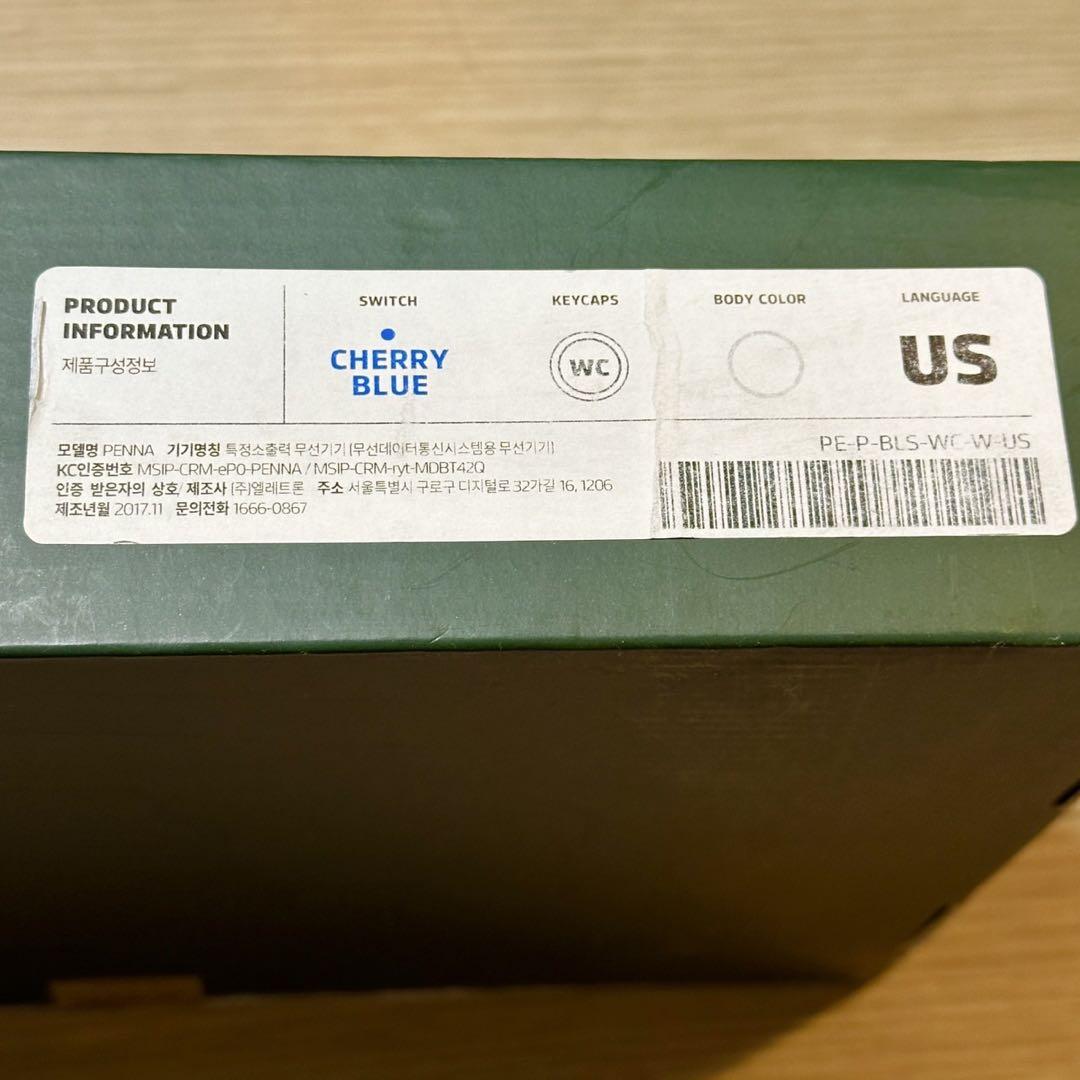 PRODUCT
INFORMATION
제품구성정보
SWITCH
CHERRY
BLUE
KEYCAPS
WC
BODY COLOR
LANGUAGE
US
모델명 PENNA 기기명칭 특정소출력 무선기기 (무선데이터통신시스템용 무선기기)
KC인증번호 MSIP-CRM-eP0-PENNA / MSIP-CRM-ryt-MDBT42Q
인증 받은자의 상호/ 제조사 (주)엘레트론 주소 서울특별시 구로구 디지털로 32가길 16, 1206
제조년월 2017.11 문의전화 1666-0867
PE-P-BLS-WC-W-US